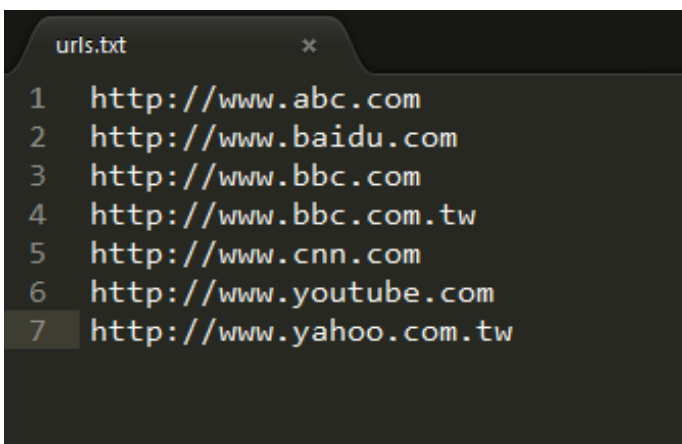 urls.txt ×
1 http://www.abc.com
2 http://www.baidu.com
3 http://www.bbc.com
4 http://www.bbc.com.tw
5 http://www.cnn.com
6 http://www.youtube.com
7 http://www.yahoo.com.tw